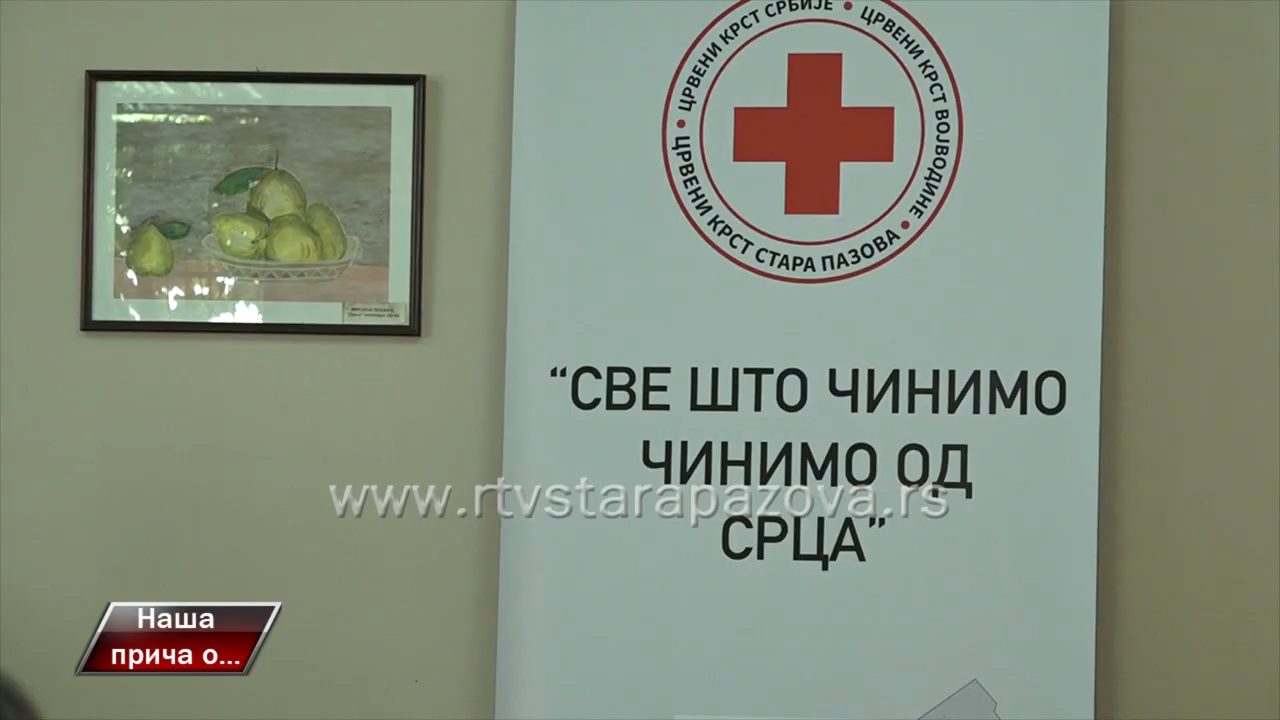 ЦРВЕНИ КРСТ СРБИЈЕ • ЦРВЕНИ КРСТ ВОЈВОДИНЕ • ЦРВЕНИ КРСТ СТАРА ПАЗОВА •
“СВЕ ШТО ЧИНИМО
ЧИНИМО ОД
СРЦА”
www.rtvstarapazova.rs
Наша
прича о...